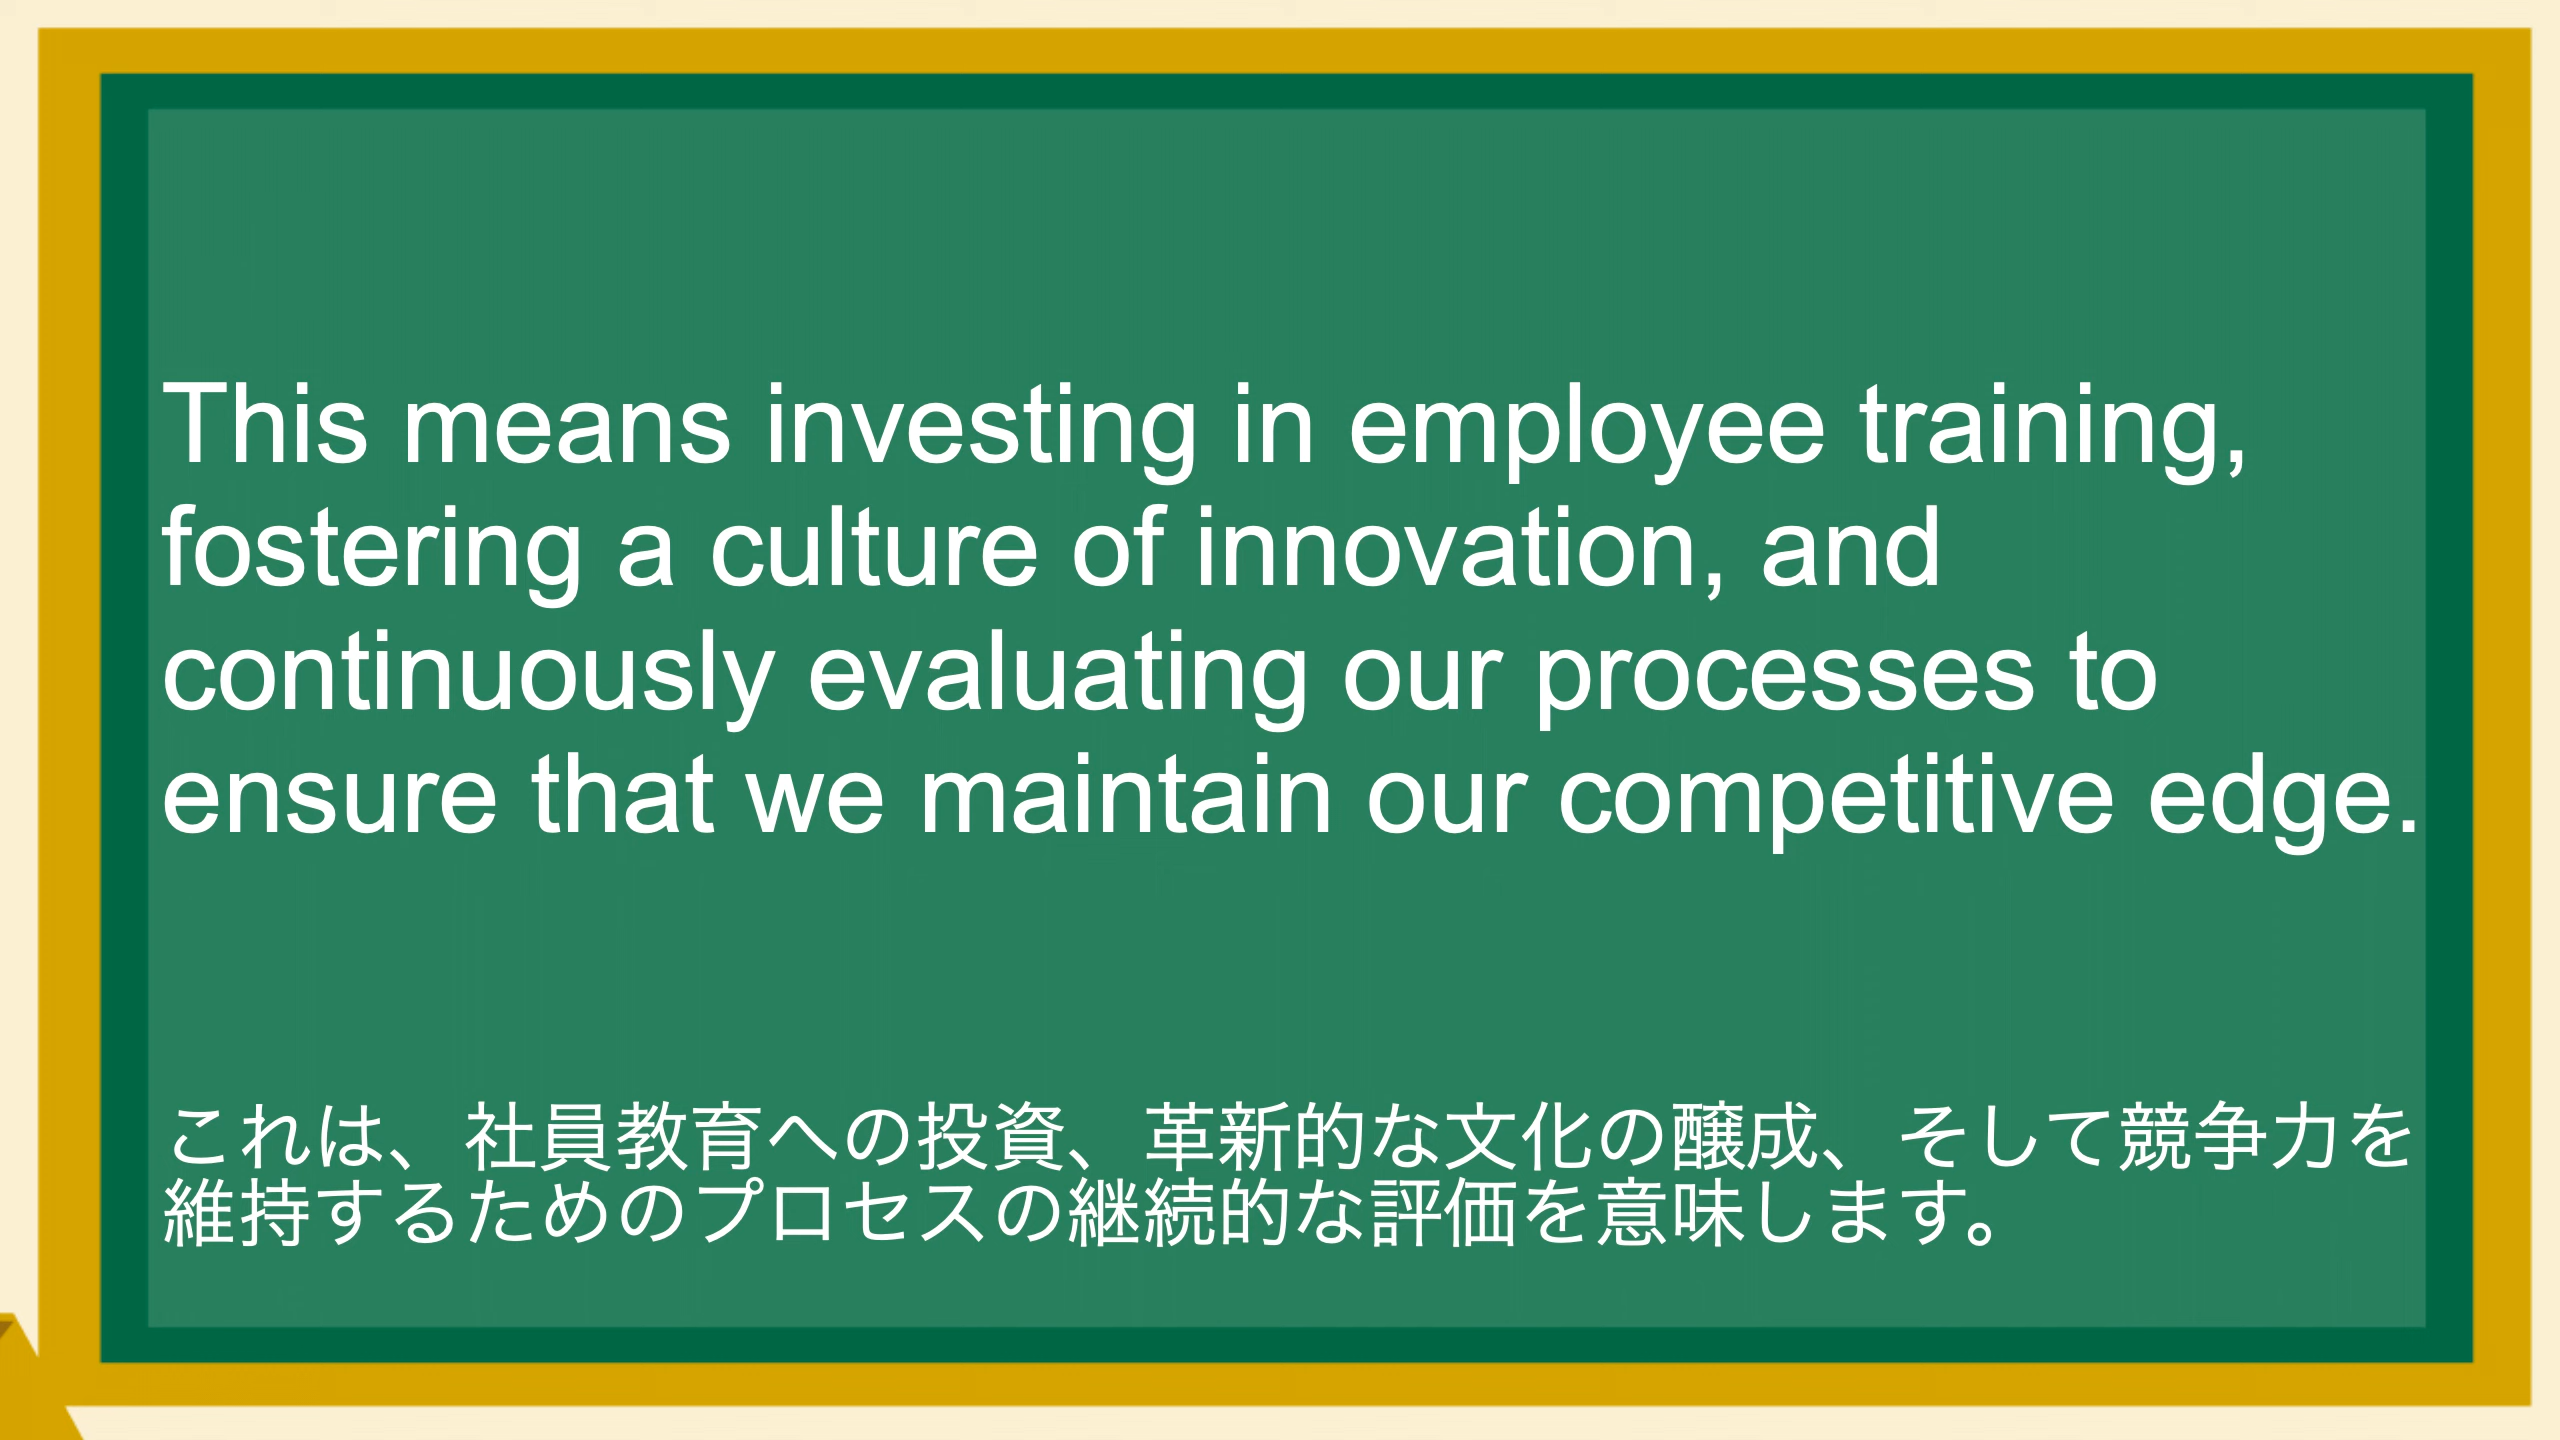 This means investing in employee training,
fostering a culture of innovation, and
continuously evaluating our processes to
ensure that we maintain our competitive edge.
これは、社員教育への投資、革新的な文化の醸成、そして競争力を
維持するためのプロセスの継続的な評価を意味します。